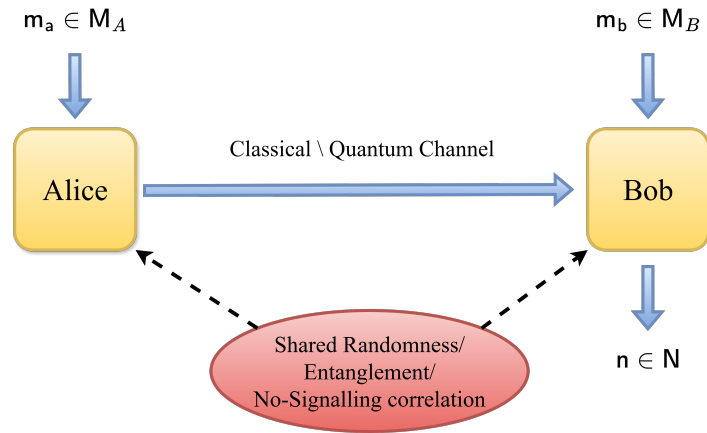 m_a ∈ M_A
m_b ∈ M_B
Classical \ Quantum Channel
Alice
Bob
Shared Randomness/
Entanglement/
No-Signalling correlation
n ∈ N